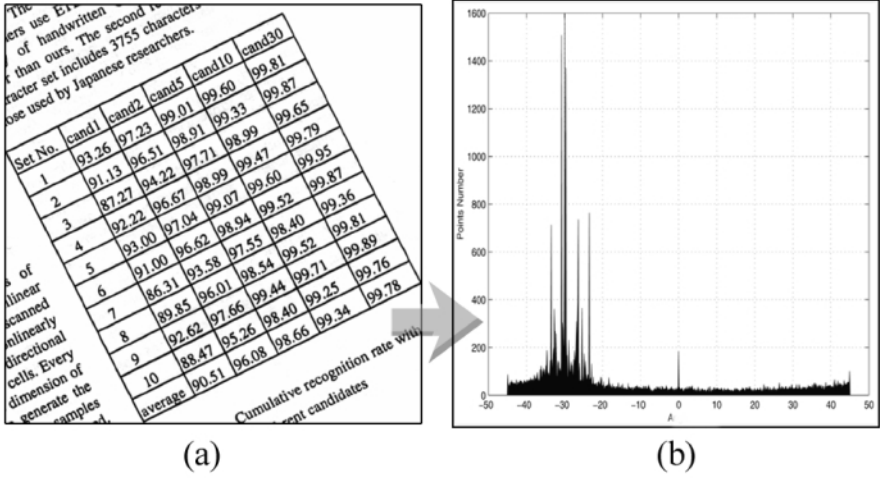 The
ers use
of handwritten
r than ours. The second
racter set includes 3755 characters
ose used by Japanese researchers.
Set No. cand1 cand2 cand5 cand10 cand30
1 93.26 97.23 99.01 99.60 99.81
2 91.13 96.51 98.91 99.33 99.87
3 87.27 94.22 97.71 98.99 99.65
4 92.22 96.67 98.99 99.47 99.79
5 93.00 97.04 99.07 99.60 99.95
6 91.00 96.62 98.94 99.52 99.87
7 86.31 93.58 97.55 98.40 99.36
8 89.85 96.01 98.54 99.52 99.81
9 92.62 97.66 99.44 99.71 99.89
10 88.47 95.26 98.40 99.25 99.76
average 90.51 96.08 98.66 99.34 99.78
s of
linear
scanned
nlinearly
directional
cells. Every
dimension of
generate the
samples
Cumulative recognition rate with
rent candidates
(a)
Points Number
1600
1400
1200
1000
800
600
400
200
0
-50 -40 -30 -20 -10 0 10 20 30 40 50
A
(b)